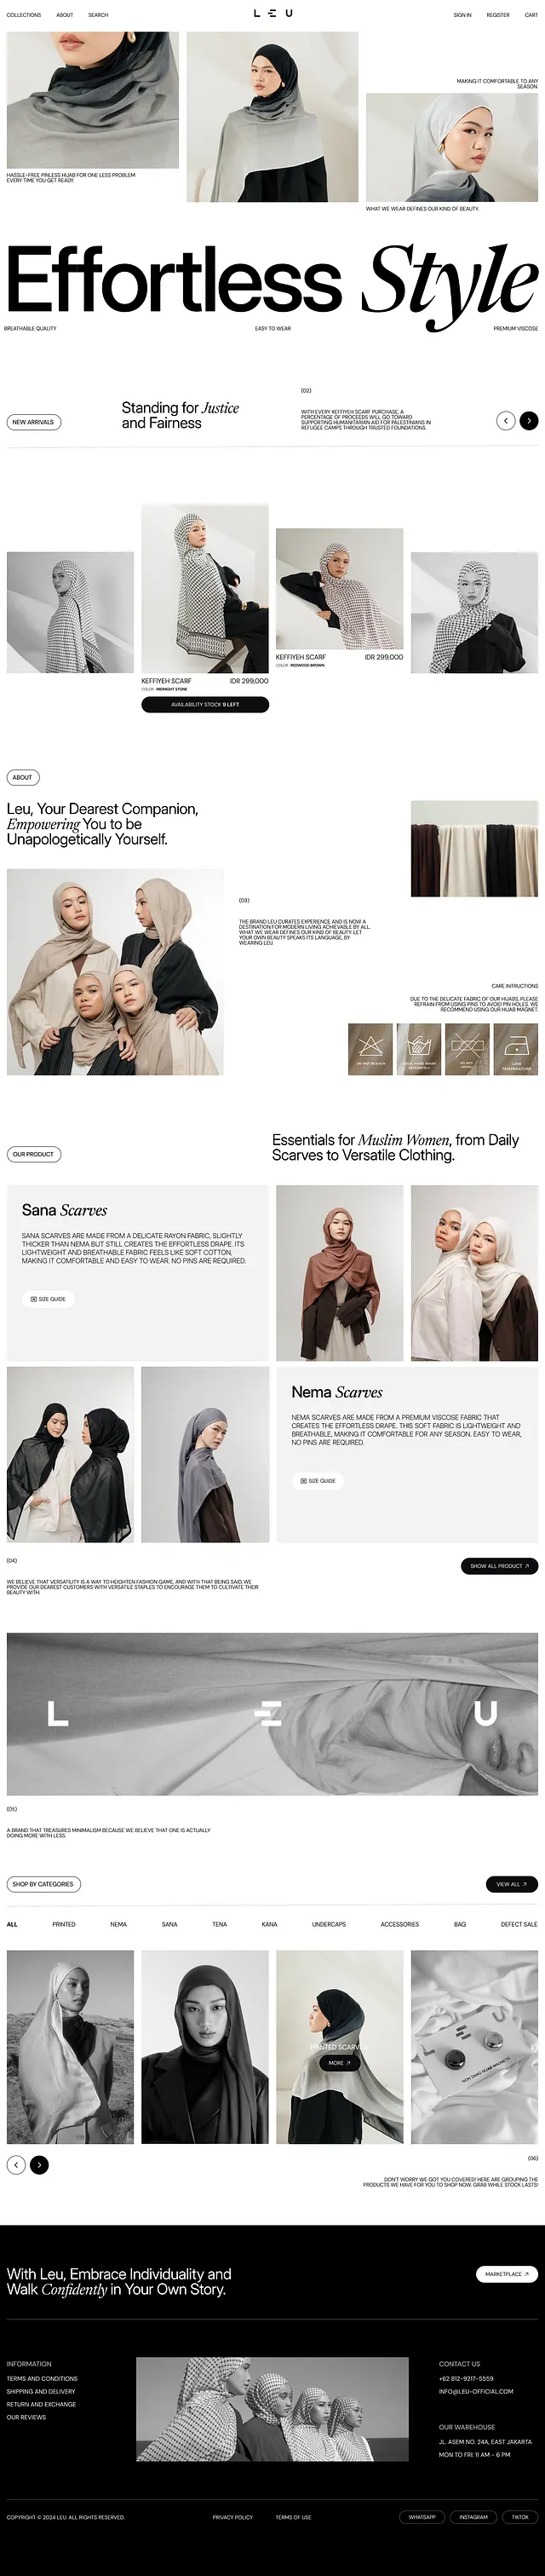 COLLECTIONS ABOUT SEARCH
L E U
SIGN IN REGISTER CART
HASSLE-FREE PINLESS HIJAB FOR ONE LESS PROBLEM
EVERY TIME YOU GET READY.
MAKING IT COMFORTABLE TO ANY
SEASON.
WHAT WE WEAR DEFINES OUR KIND OF BEAUTY.
Effortless Style
BREATHABLE QUALITY
EASY TO WEAR
PREMIUM VISCOSE
NEW ARRIVALS
Standing for Justice
and Fairness
(02)
WITH EVERY KEFFIYEH SCARF PURCHASE, A
PERCENTAGE OF PROCEEDS WILL GO TOWARD
SUPPORTING HUMANITARIAN AID FOR PALESTINIANS IN
REFUGEE CAMPS THROUGH TRUSTED FOUNDATIONS.
KEFFIYEH SCARF IDR 299,000
COLOR: MIDNIGHT STONE
AVAILABILITY STOCK 9 LEFT
KEFFIYEH SCARF IDR 299,000
COLOR: REDWOOD BROWN
ABOUT
Leu, Your Dearest Companion,
Empowering You to be
Unapologetically Yourself.
(03)
THE BRAND LEU CURATES EXPERIENCE AND IS NOW A
DESTINATION FOR MODERN LIVING ACHIEVABLE BY ALL.
WHAT WE WEAR DEFINES OUR KIND OF BEAUTY. LET
YOUR OWN BEAUTY SPEAKS ITS LANGUAGE, BY
WEARING LEU.
CARE INTRUCTIONS
DUE TO THE DELICATE FABRIC OF OUR HIJABS, PLEASE
REFRAIN FROM USING PINS TO AVOID PIN HOLES. WE
RECOMMEND USING OUR HIJAB MAGNET.
DO NOT BLEACH
COLD HAND WASH
SEPARATELY
DO NOT
WRING
LOW
TEMPERATURE
OUR PRODUCT
Essentials for Muslim Women, from Daily
Scarves to Versatile Clothing.
Sana Scarves
SANA SCARVES ARE MADE FROM A DELICATE RAYON FABRIC, SLIGHTLY
THICKER THAN NEMA BUT STILL CREATES THE EFFORTLESS DRAPE. ITS
LIGHTWEIGHT AND BREATHABLE FABRIC FEELS LIKE SOFT COTTON,
MAKING IT COMFORTABLE AND EASY TO WEAR. NO PINS ARE REQUIRED.
SIZE GUIDE
Nema Scarves
NEMA SCARVES ARE MADE FROM A PREMIUM VISCOSE FABRIC THAT
CREATES THE EFFORTLESS DRAPE. THIS SOFT FABRIC IS LIGHTWEIGHT AND
BREATHABLE, MAKING IT COMFORTABLE FOR ANY SEASON. EASY TO WEAR,
NO PINS ARE REQUIRED.
SIZE GUIDE
(04)
WE BELIEVE THAT VERSATILITY IS A WAY TO HEIGHTEN FASHION GAME, AND WITH THAT BEING SAID, WE
PROVIDE OUR DEAREST CUSTOMERS WITH VERSATILE STAPLES TO ENCOURAGE THEM TO CULTIVATE THEIR
BEAUTY WITH.
SHOW ALL PRODUCT
L E U
(05)
A BRAND THAT TREASURES MINIMALISM BECAUSE WE BELIEVE THAT ONE IS ACTUALLY
DOING MORE WITH LESS.
SHOP BY CATEGORIES
VIEW ALL
ALL PRINTED NEMA SANA TENA KANA UNDERCAPS ACCESSORIES BAG DEFECT SALE
PRINTED SCARVES
MORE
L E U
NON SNAG HIJAB MAGNETS
(06)
DON'T WORRY WE GOT YOU COVERED! HERE ARE GROUPING THE
PRODUCTS WE HAVE FOR YOU TO SHOP NOW. GRAB WHILE STOCK LASTS!
With Leu, Embrace Individuality and
Walk Confidently in Your Own Story.
MARKETPLACE
INFORMATION
TERMS AND CONDITIONS
SHIPPING AND DELIVERY
RETURN AND EXCHANGE
OUR REVIEWS
CONTACT US
+62 812-9217-5559
INFO@LEU-OFFICIAL.COM
OUR WAREHOUSE
JL. ASEM NO. 24A, EAST JAKARTA
MON TO FRI: 11 AM - 6 PM
COPYRIGHT © 2024 LEU. ALL RIGHTS RESERVED.
PRIVACY POLICY TERMS OF USE
WHATSAPP INSTAGRAM TIKTOK